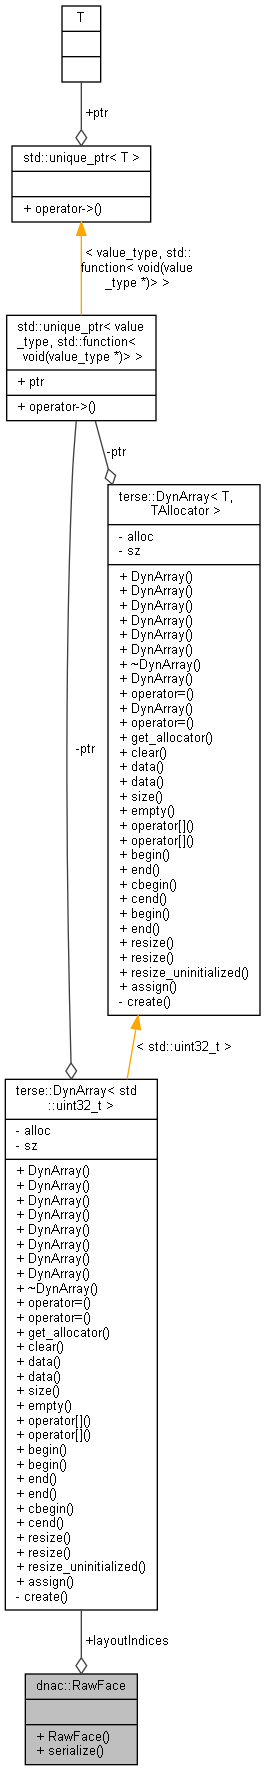 T
+ptr
std::unique_ptr< T >
+ operator->()
< value_type, std::
function< void(value
_type *)> >
std::unique_ptr< value
_type, std::function<
void(value_type *)> >
+ ptr
+ operator->()
-ptr
terse::DynArray< T,
TAllocator >
- alloc
- sz
+ DynArray()
+ DynArray()
+ DynArray()
+ DynArray()
+ DynArray()
+ DynArray()
+ ~DynArray()
+ DynArray()
+ operator=()
+ DynArray()
+ operator=()
+ get_allocator()
+ clear()
+ data()
+ data()
+ size()
+ empty()
+ operator[]()
+ operator[]()
+ begin()
+ end()
+ cbegin()
+ cend()
+ begin()
+ end()
+ resize()
+ resize()
+ resize_uninitialized()
+ assign()
- create()
-ptr
< std::uint32_t >
terse::DynArray< std
::uint32_t >
- alloc
- sz
+ DynArray()
+ DynArray()
+ DynArray()
+ DynArray()
+ DynArray()
+ DynArray()
+ DynArray()
+ DynArray()
+ ~DynArray()
+ operator=()
+ operator=()
+ get_allocator()
+ clear()
+ data()
+ data()
+ size()
+ empty()
+ operator[]()
+ operator[]()
+ begin()
+ begin()
+ end()
+ end()
+ cbegin()
+ cend()
+ resize()
+ resize()
+ resize_uninitialized()
+ assign()
- create()
+layoutIndices
dnac::RawFace
+ RawFace()
+ serialize()